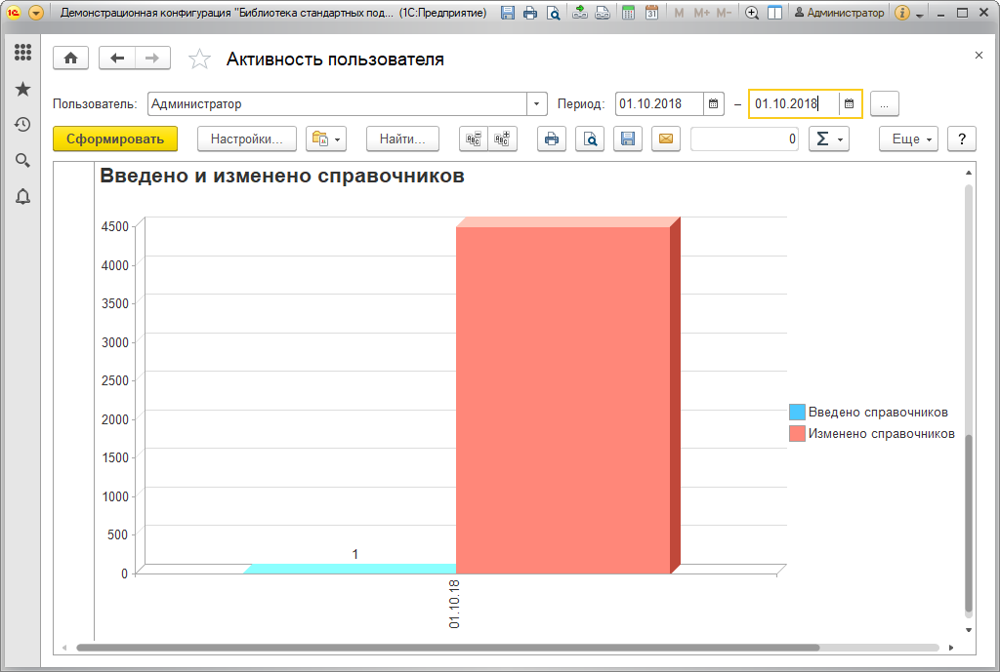 Демонстрационная конфигурация "Библиотека стандартных под... (1С:Предприятие)
31
M M+ M-
Администратор
i
Активность пользователя
Пользователь: Администратор Период: 01.10.2018 – 01.10.2018 ...
Сформировать Настройки... Найти... 0 Σ Еще ?
Введено и изменено справочников
4500
4000
3500
3000
2500
2000
1500
1000
500
0
1
01.10.18
Введено справочников
Изменено справочников